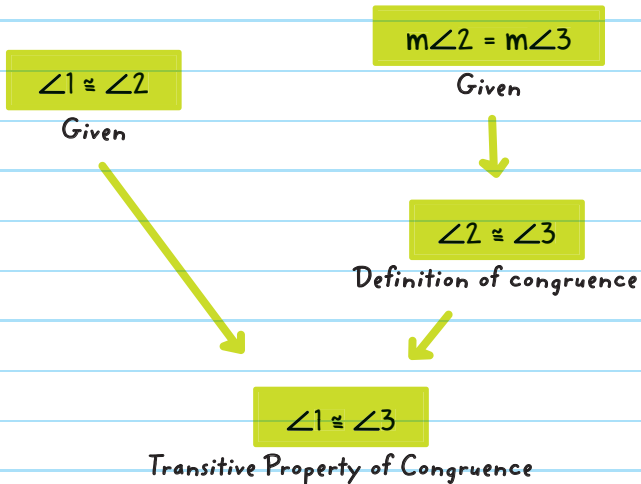 m∠2 = m∠3
Given
∠1 ≅ ∠2
Given
∠2 ≅ ∠3
Definition of congruence
∠1 ≅ ∠3
Transitive Property of Congruence